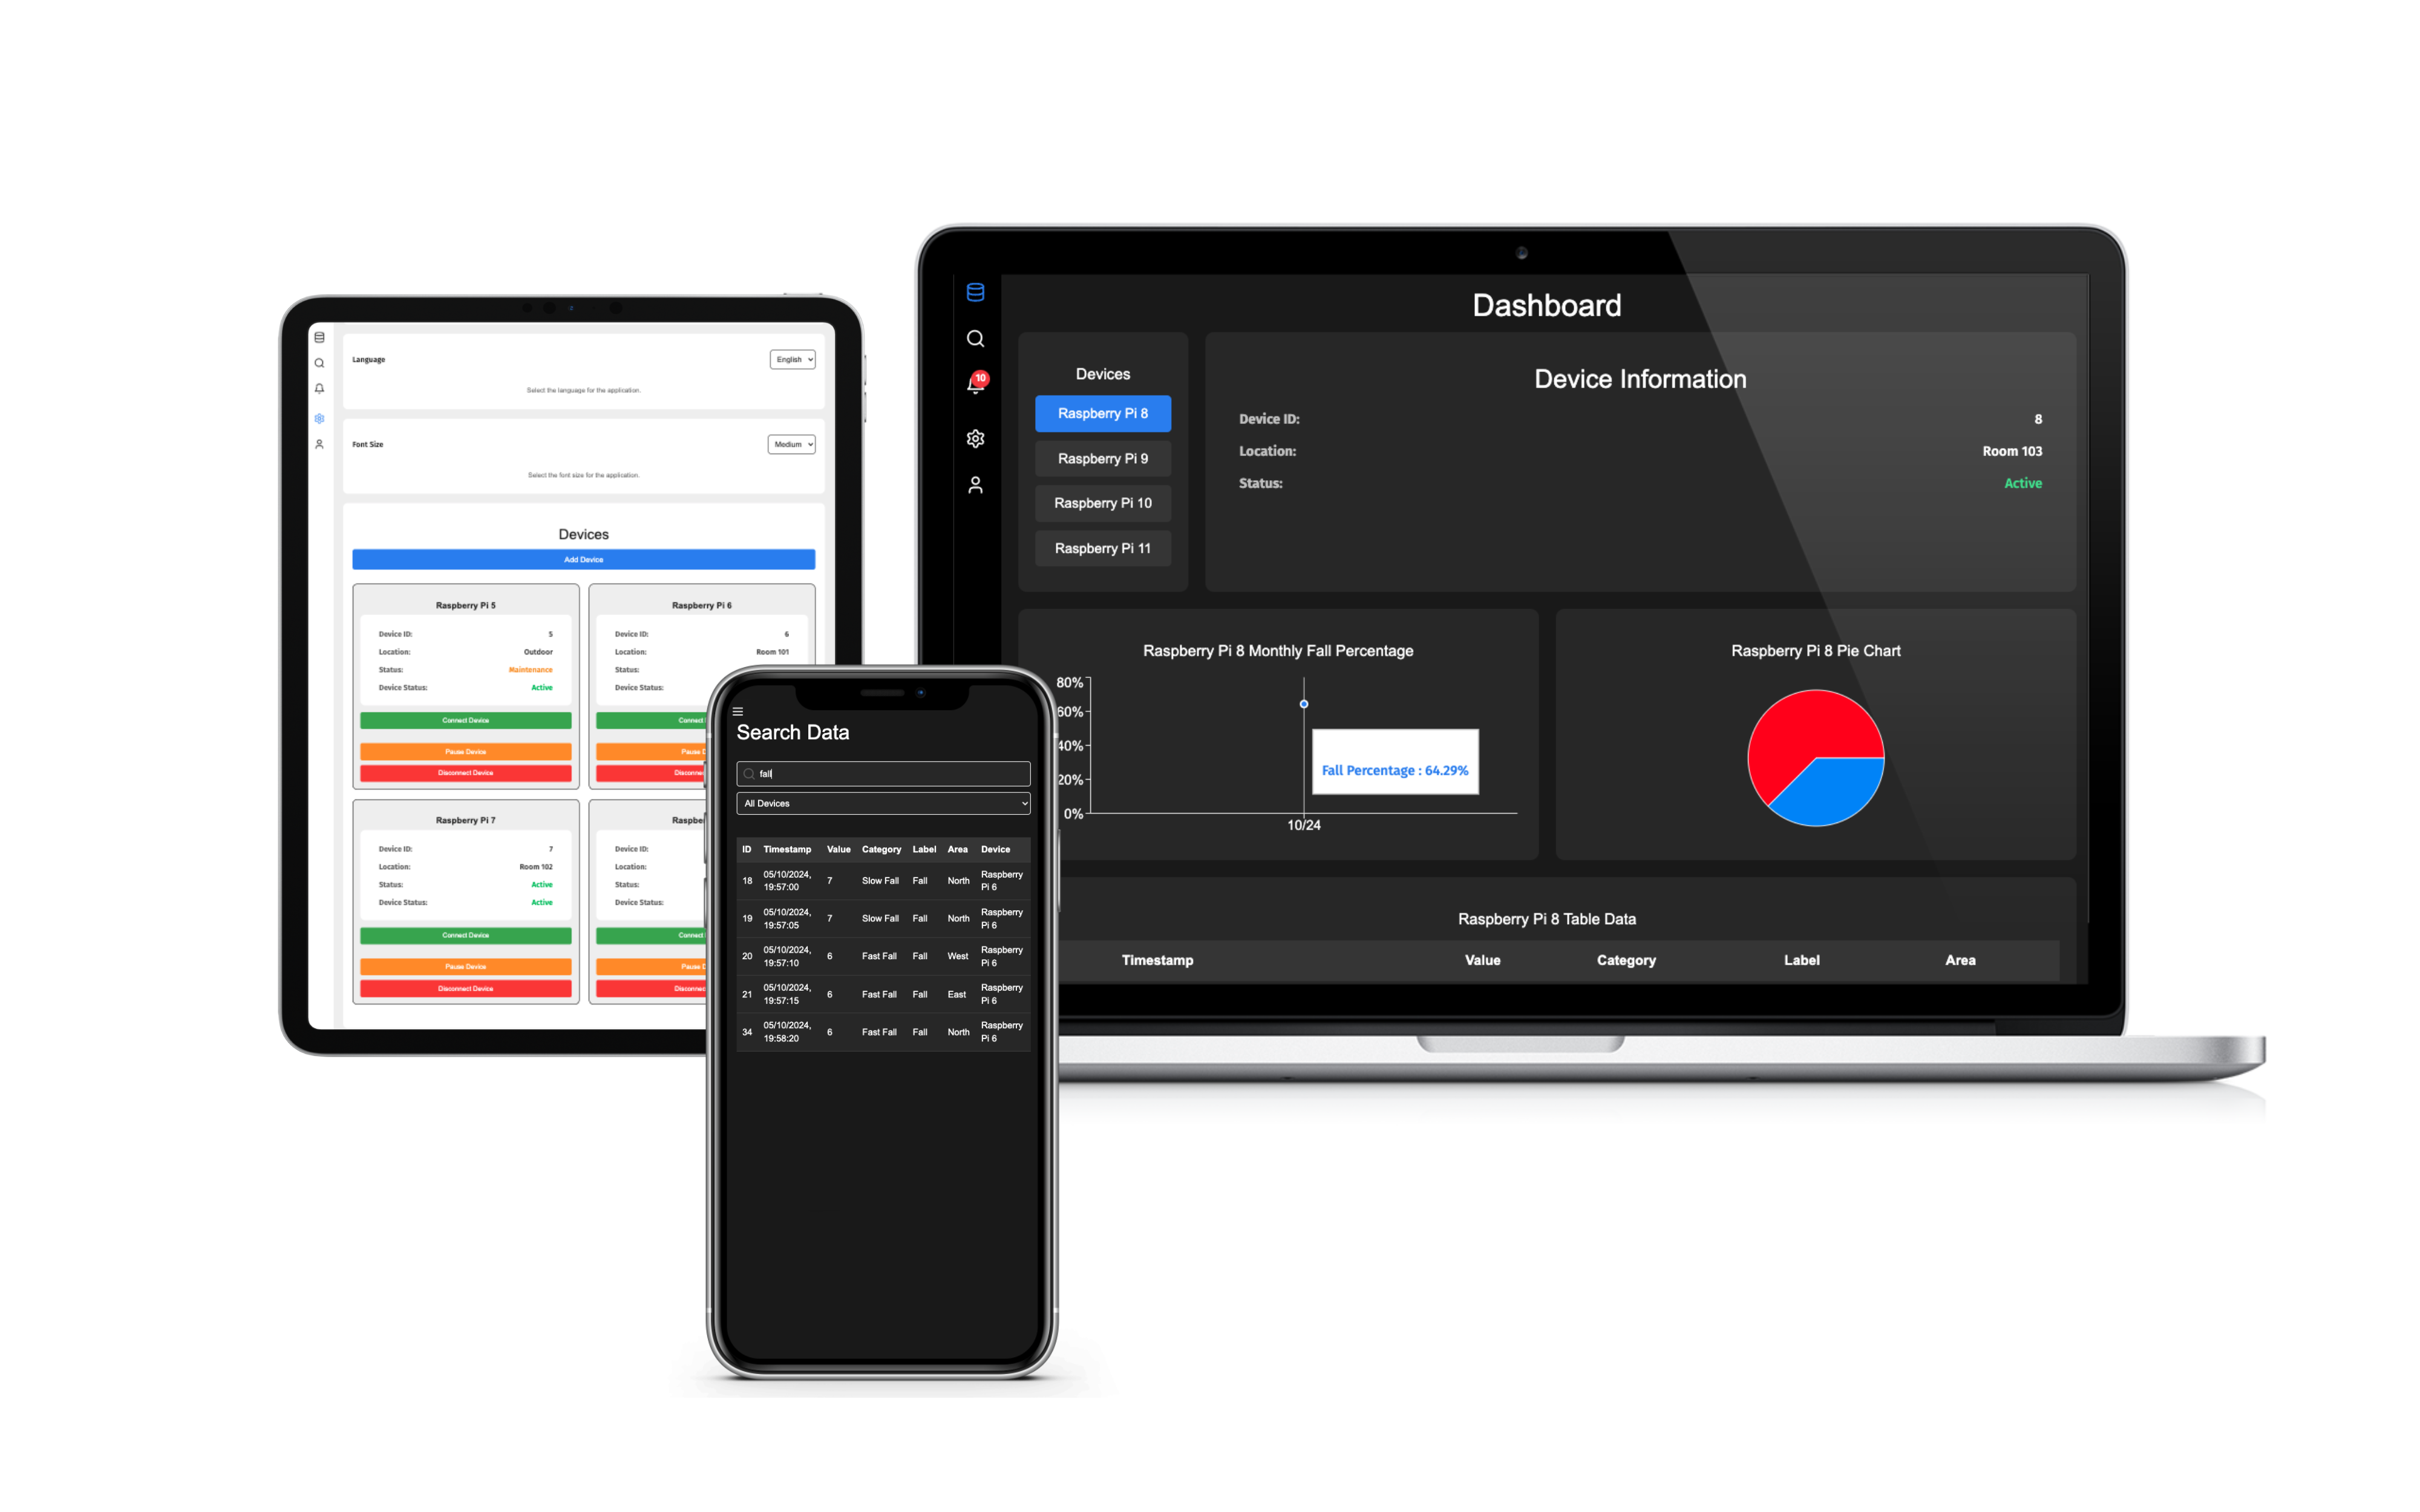 Language
English
Select the language for the application.
Font Size
Medium
Select the font size for the application.
Devices
Add Device
Raspberry Pi 5
Device ID: 5
Location: Outdoor
Status: Maintenance
Device Status: Active
Connect Device
Pause Device
Disconnect Device
Raspberry Pi 6
Device ID: 6
Location: Room 101
Status:
Device Status:
Connect
Pause
Disconnec
Raspberry Pi 7
Device ID: 7
Location: Room 102
Status: Active
Device Status: Active
Connect Device
Pause Device
Disconnect Device
Raspbe
Device ID:
Location:
Status:
Device Status:
Connect
Pause
Disconnec
Search Data
fall
All Devices
ID Timestamp Value Category Label Area Device
18 05/10/2024, 19:57:00 7 Slow Fall Fall North Raspberry Pi 6
19 05/10/2024, 19:57:05 7 Slow Fall Fall North Raspberry Pi 6
20 05/10/2024, 19:57:10 6 Fast Fall Fall West Raspberry Pi 6
21 05/10/2024, 19:57:15 6 Fast Fall Fall East Raspberry Pi 6
34 05/10/2024, 19:58:20 6 Fast Fall Fall North Raspberry Pi 6
10
Dashboard
Devices
Raspberry Pi 8
Raspberry Pi 9
Raspberry Pi 10
Raspberry Pi 11
Device Information
Device ID: 8
Location: Room 103
Status: Active
Raspberry Pi 8 Monthly Fall Percentage
80%
60%
40%
20%
0%
Fall Percentage : 64.29%
10/24
Raspberry Pi 8 Pie Chart
Raspberry Pi 8 Table Data
Timestamp Value Category Label Area